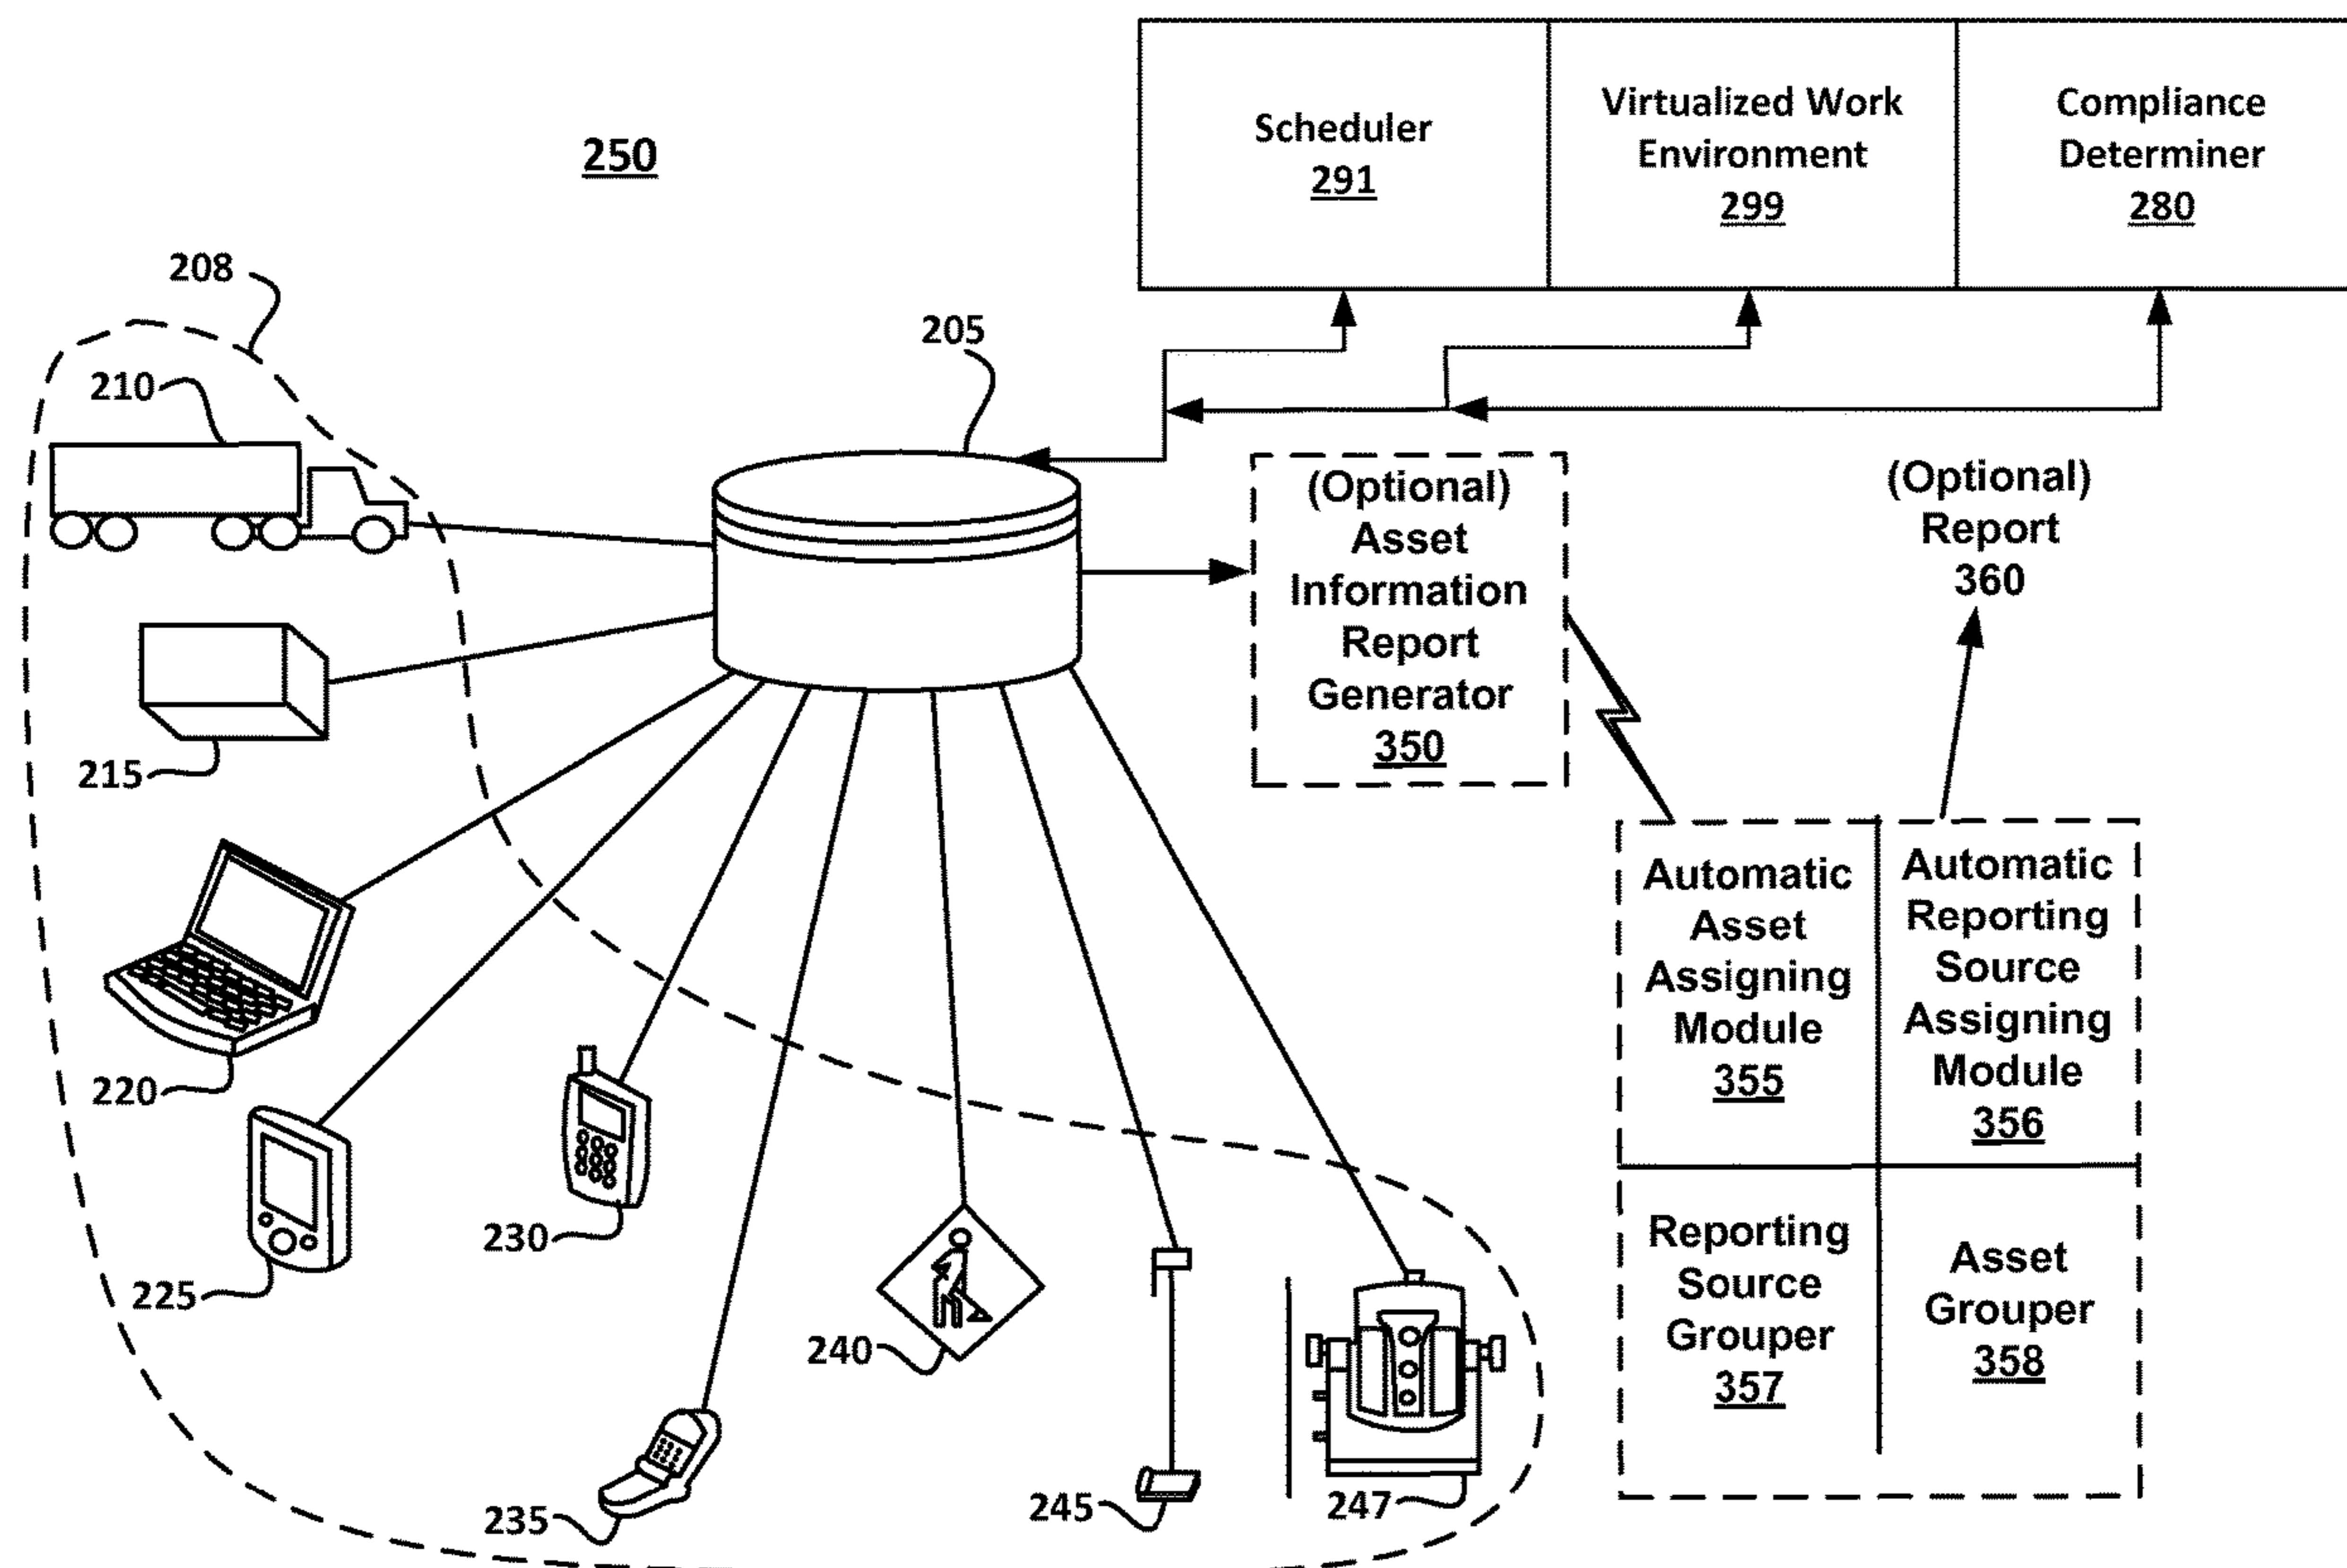 250
Scheduler
291
Virtualized Work
Environment
299
Compliance
Determiner
280
208
205
210
(Optional)
Asset
Information
Report
Generator
350
(Optional)
Report
360
215
220
225
230
235
240
245
247
Automatic
Asset
Assigning
Module
355
Automatic
Reporting
Source
Assigning
Module
356
Reporting
Source
Grouper
357
Asset
Grouper
358